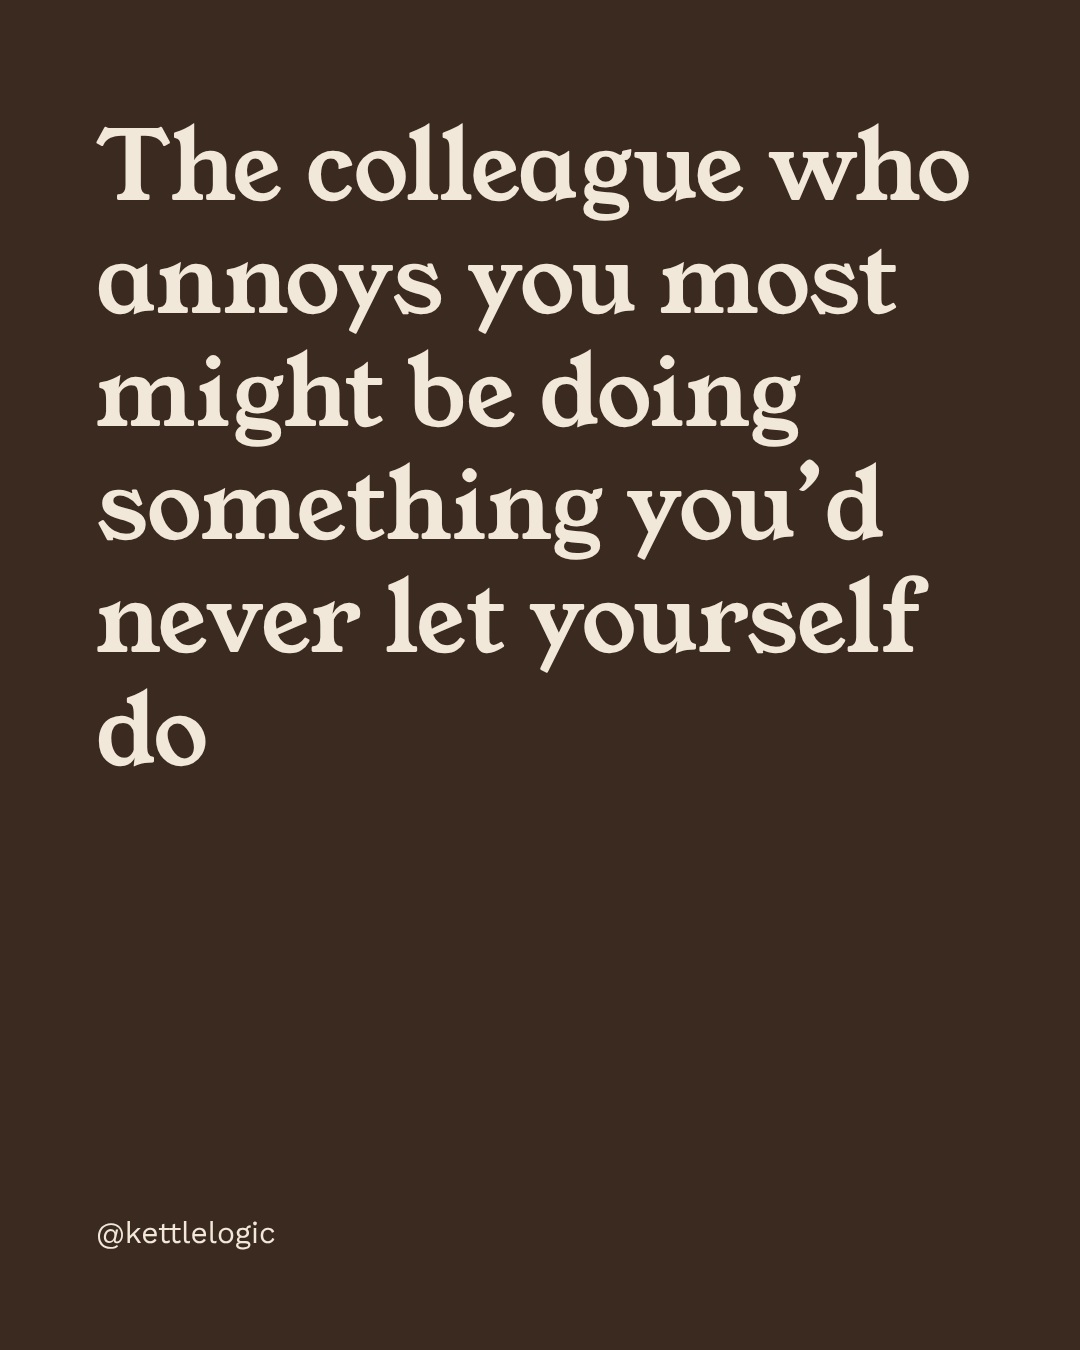 The colleague who
annoys you most
might be doing
something you’d
never let yourself
do
@kettlelogic